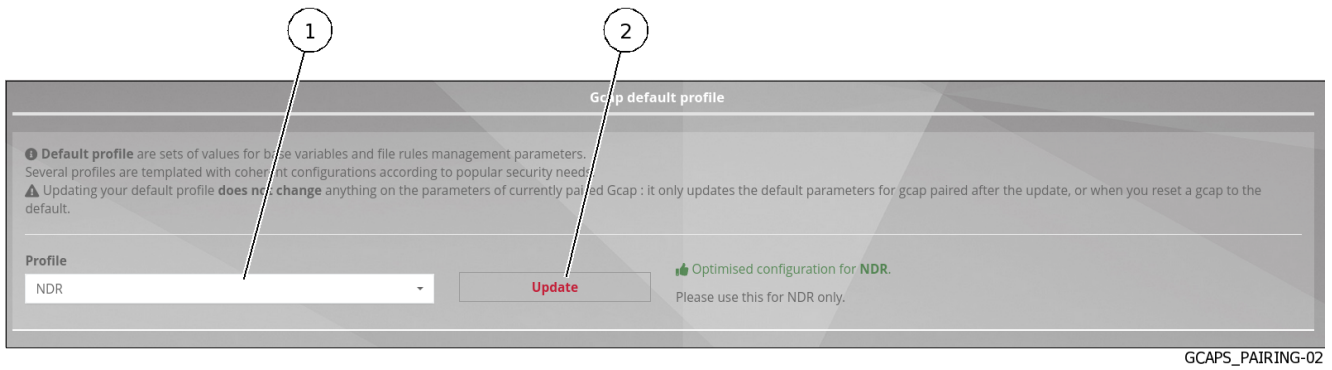 1
2
Gcap default profile
Default profile are sets of values for base variables and file rules management parameters.
Several profiles are templated with coherent configurations according to popular security needs.
Updating your default profile does not change anything on the parameters of currently paired Gcap : it only updates the default parameters for gcap paired after the update, or when you reset a gcap to the
default.
Profile
NDR
Update
Optimised configuration for NDR.
Please use this for NDR only.
GCAPS_PAIRING-02